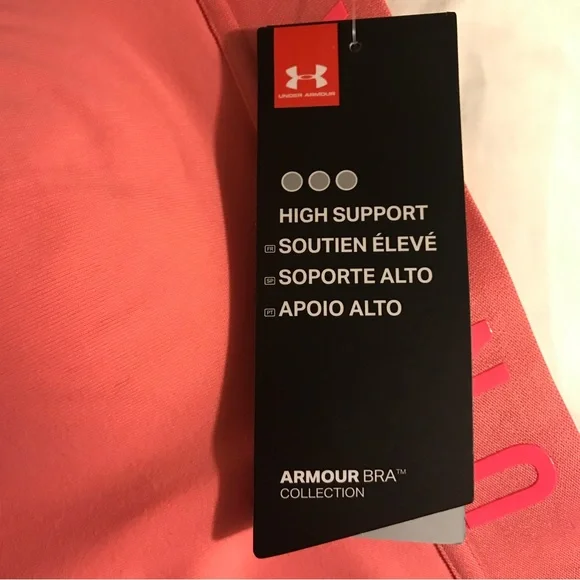 UNDER ARMOUR
HIGH SUPPORT
FR SOUTIEN ÉLEVÉ
SP SOPORTE ALTO
PT APOIO ALTO
ARMOUR BRA™
COLLECTION